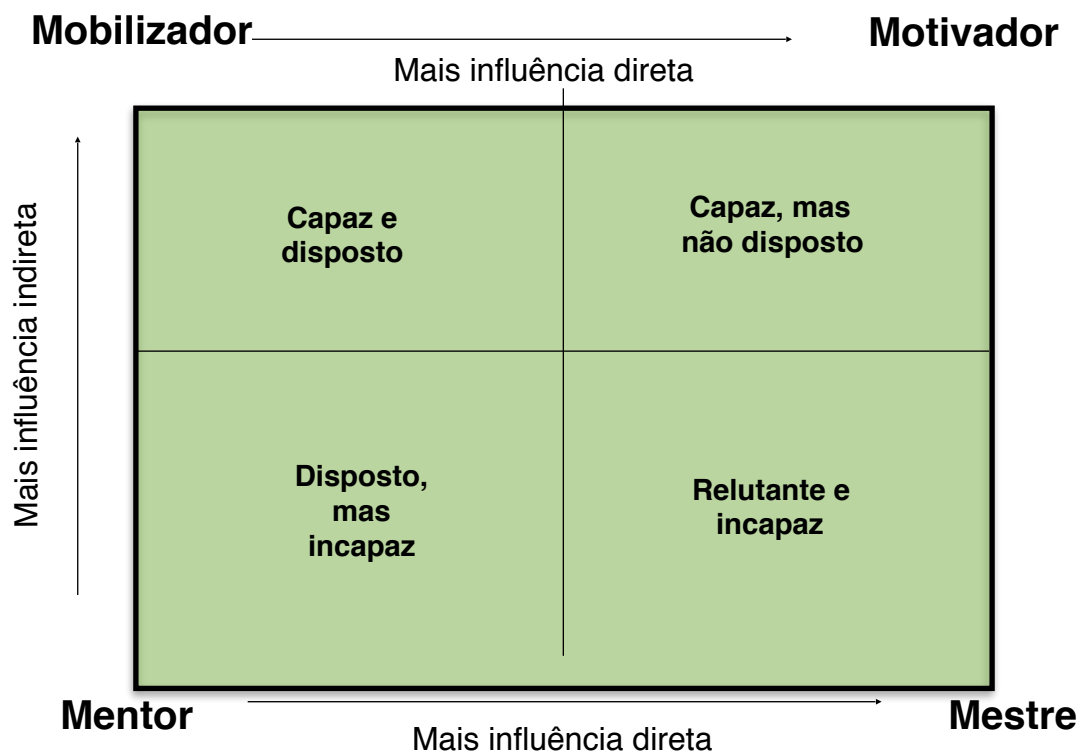 Mobilizador
Motivador
Mais influência direta
Mais influência indireta
Capaz e
disposto
Capaz, mas
não disposto
Disposto,
mas
incapaz
Relutante e
incapaz
Mentor
Mestre
Mais influência direta